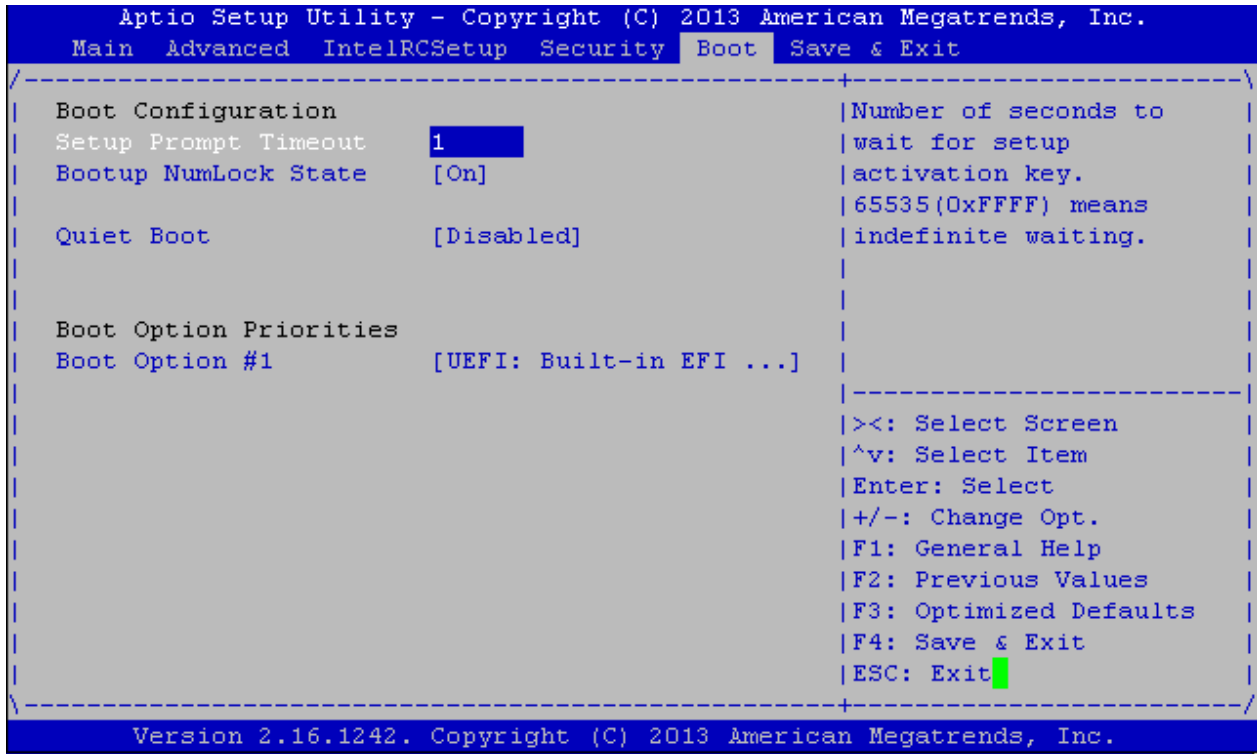 Aptio Setup Utility - Copyright (C) 2013 American Megatrends, Inc.
Main Advanced IntelRCSetup Security Boot Save & Exit
Boot Configuration
Setup Prompt Timeout 1
Bootup NumLock State [On]
Quiet Boot [Disabled]
Boot Option Priorities
Boot Option #1 [UEFI: Built-in EFI ...]
Number of seconds to
wait for setup
activation key.
65535(0xFFFF) means
indefinite waiting.
><: Select Screen
^v: Select Item
Enter: Select
+/-: Change Opt.
F1: General Help
F2: Previous Values
F3: Optimized Defaults
F4: Save & Exit
ESC: Exit
Version 2.16.1242. Copyright (C) 2013 American Megatrends, Inc.